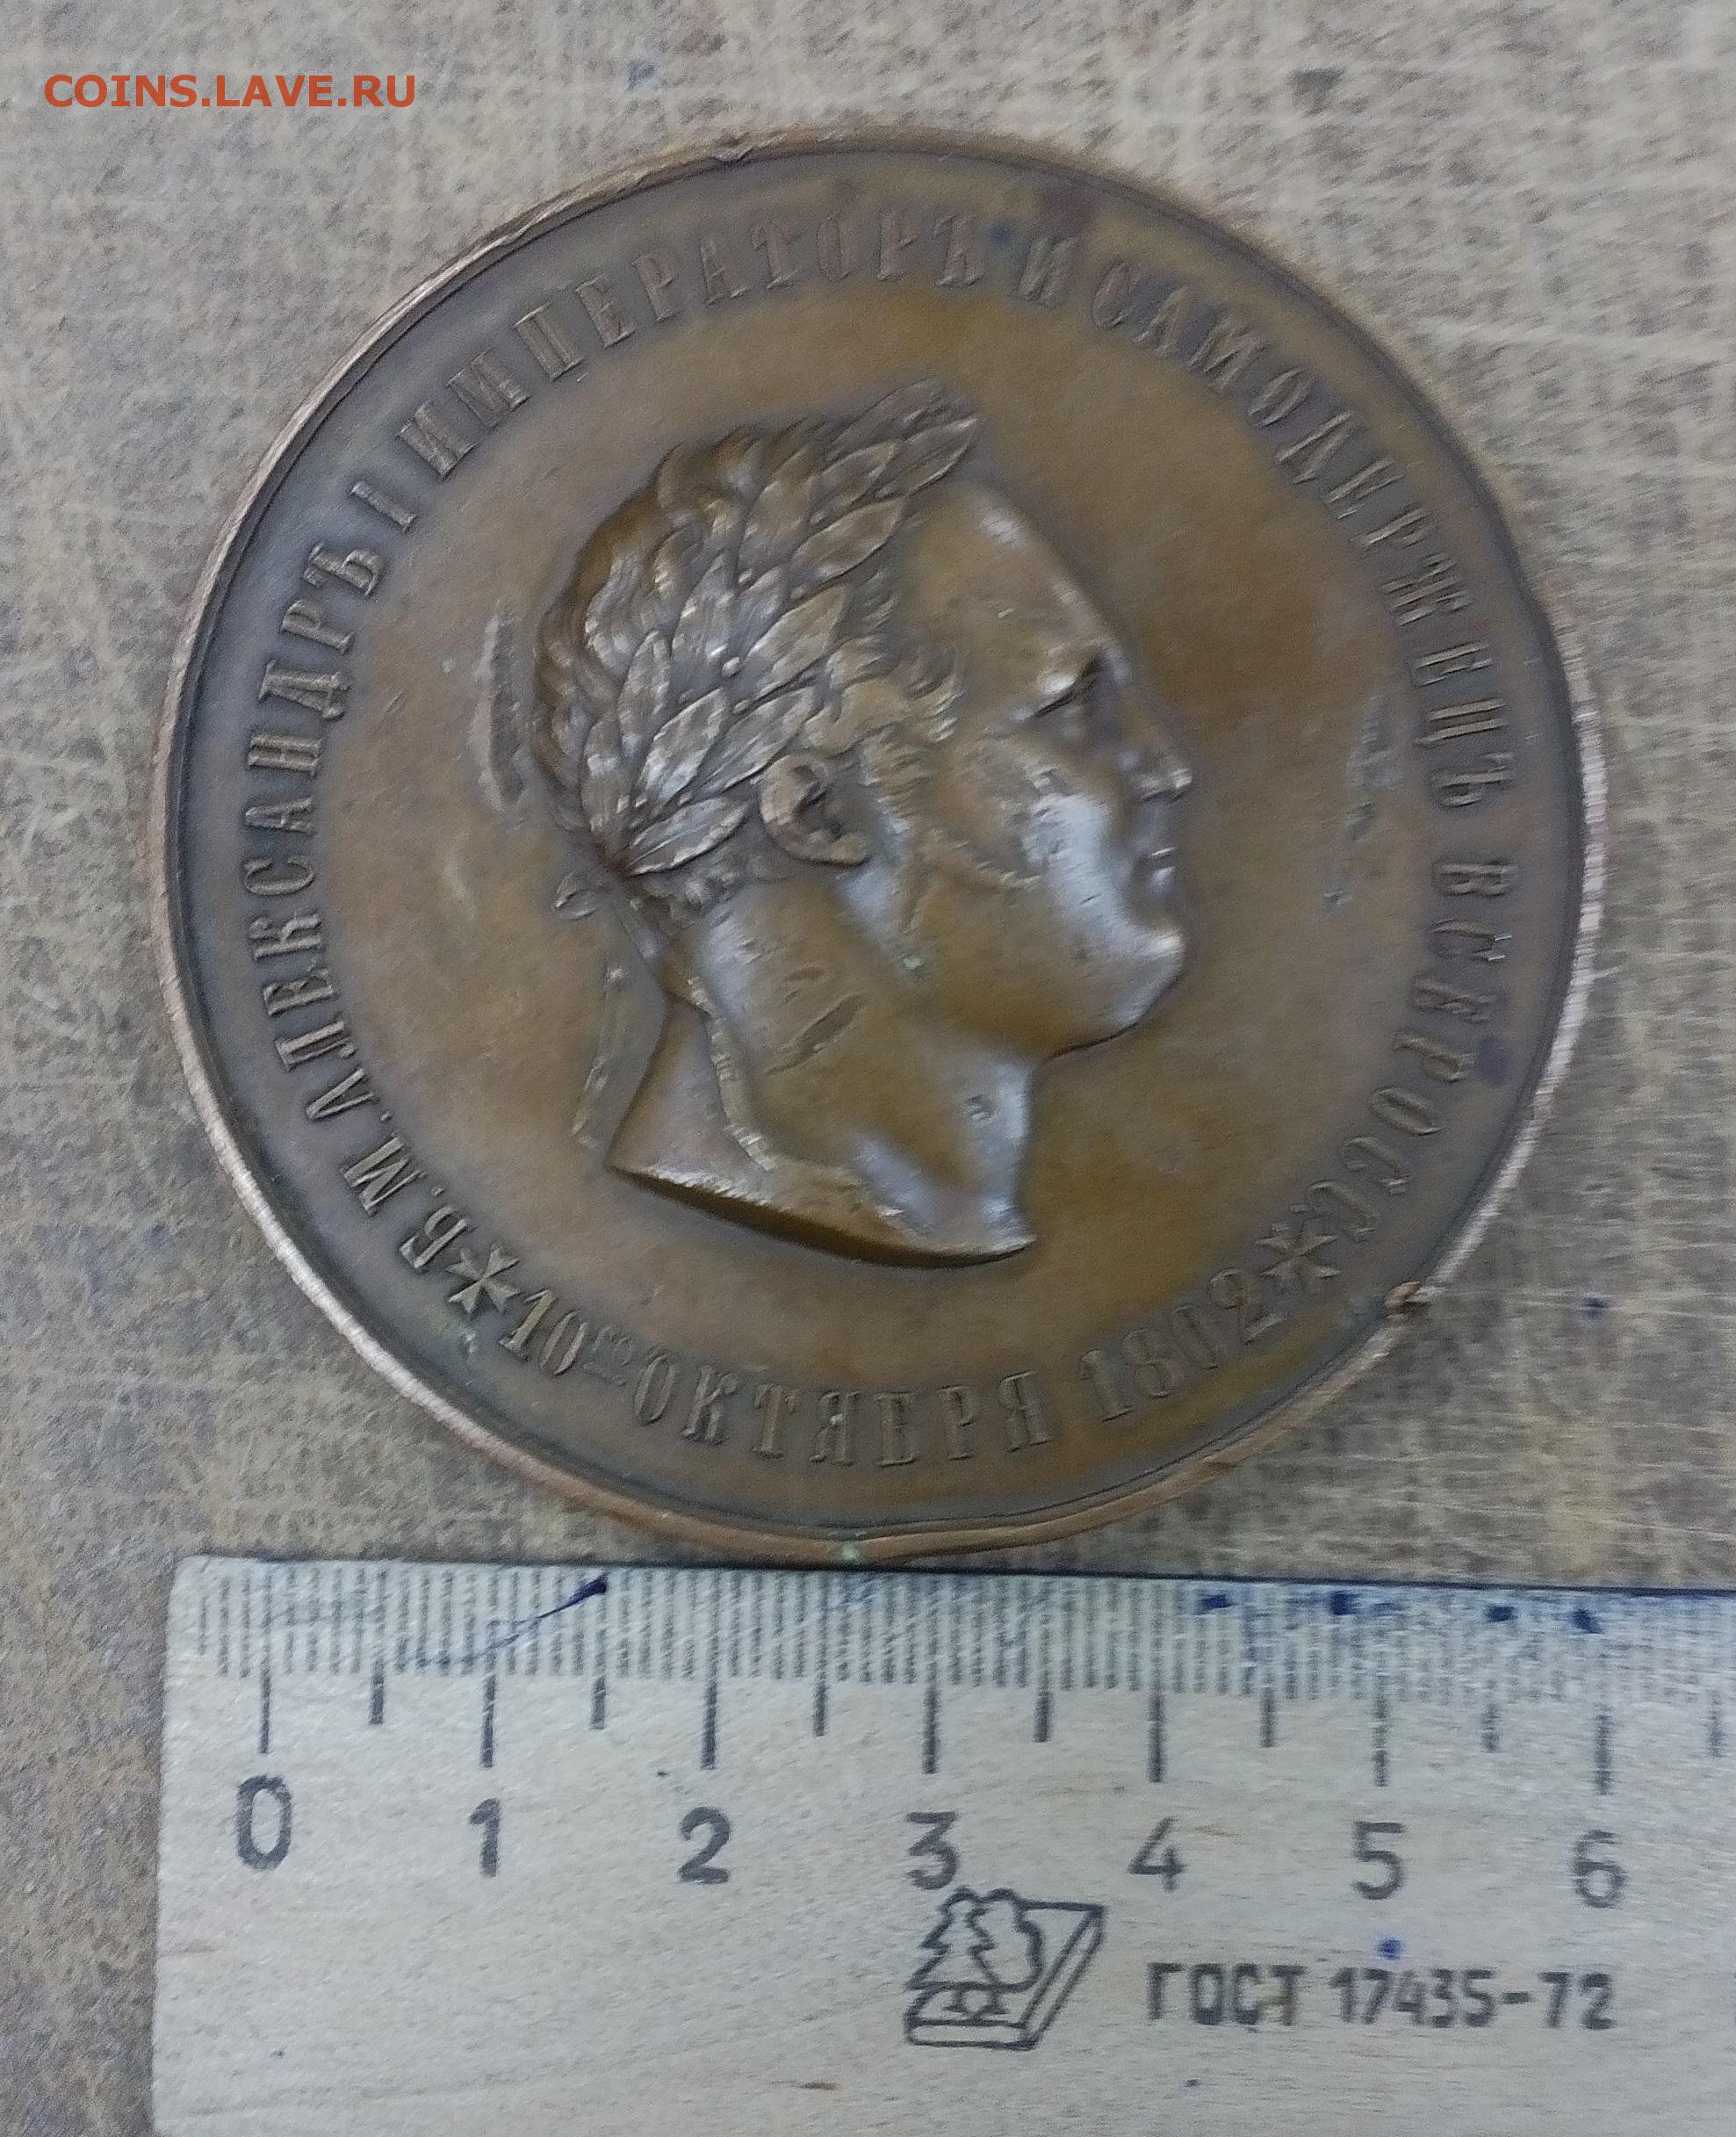 COINS.LAVE.RU
Б.М.АЛЕКСАНДРЪ I ИМПЕРАТОРЪ И САМОДЕРЖЕЦЪ ВСЕРОСС
10ГО ОКТЯБРЯ 1802
0 1 2 3 4 5 6
ГОСТ 17435-72